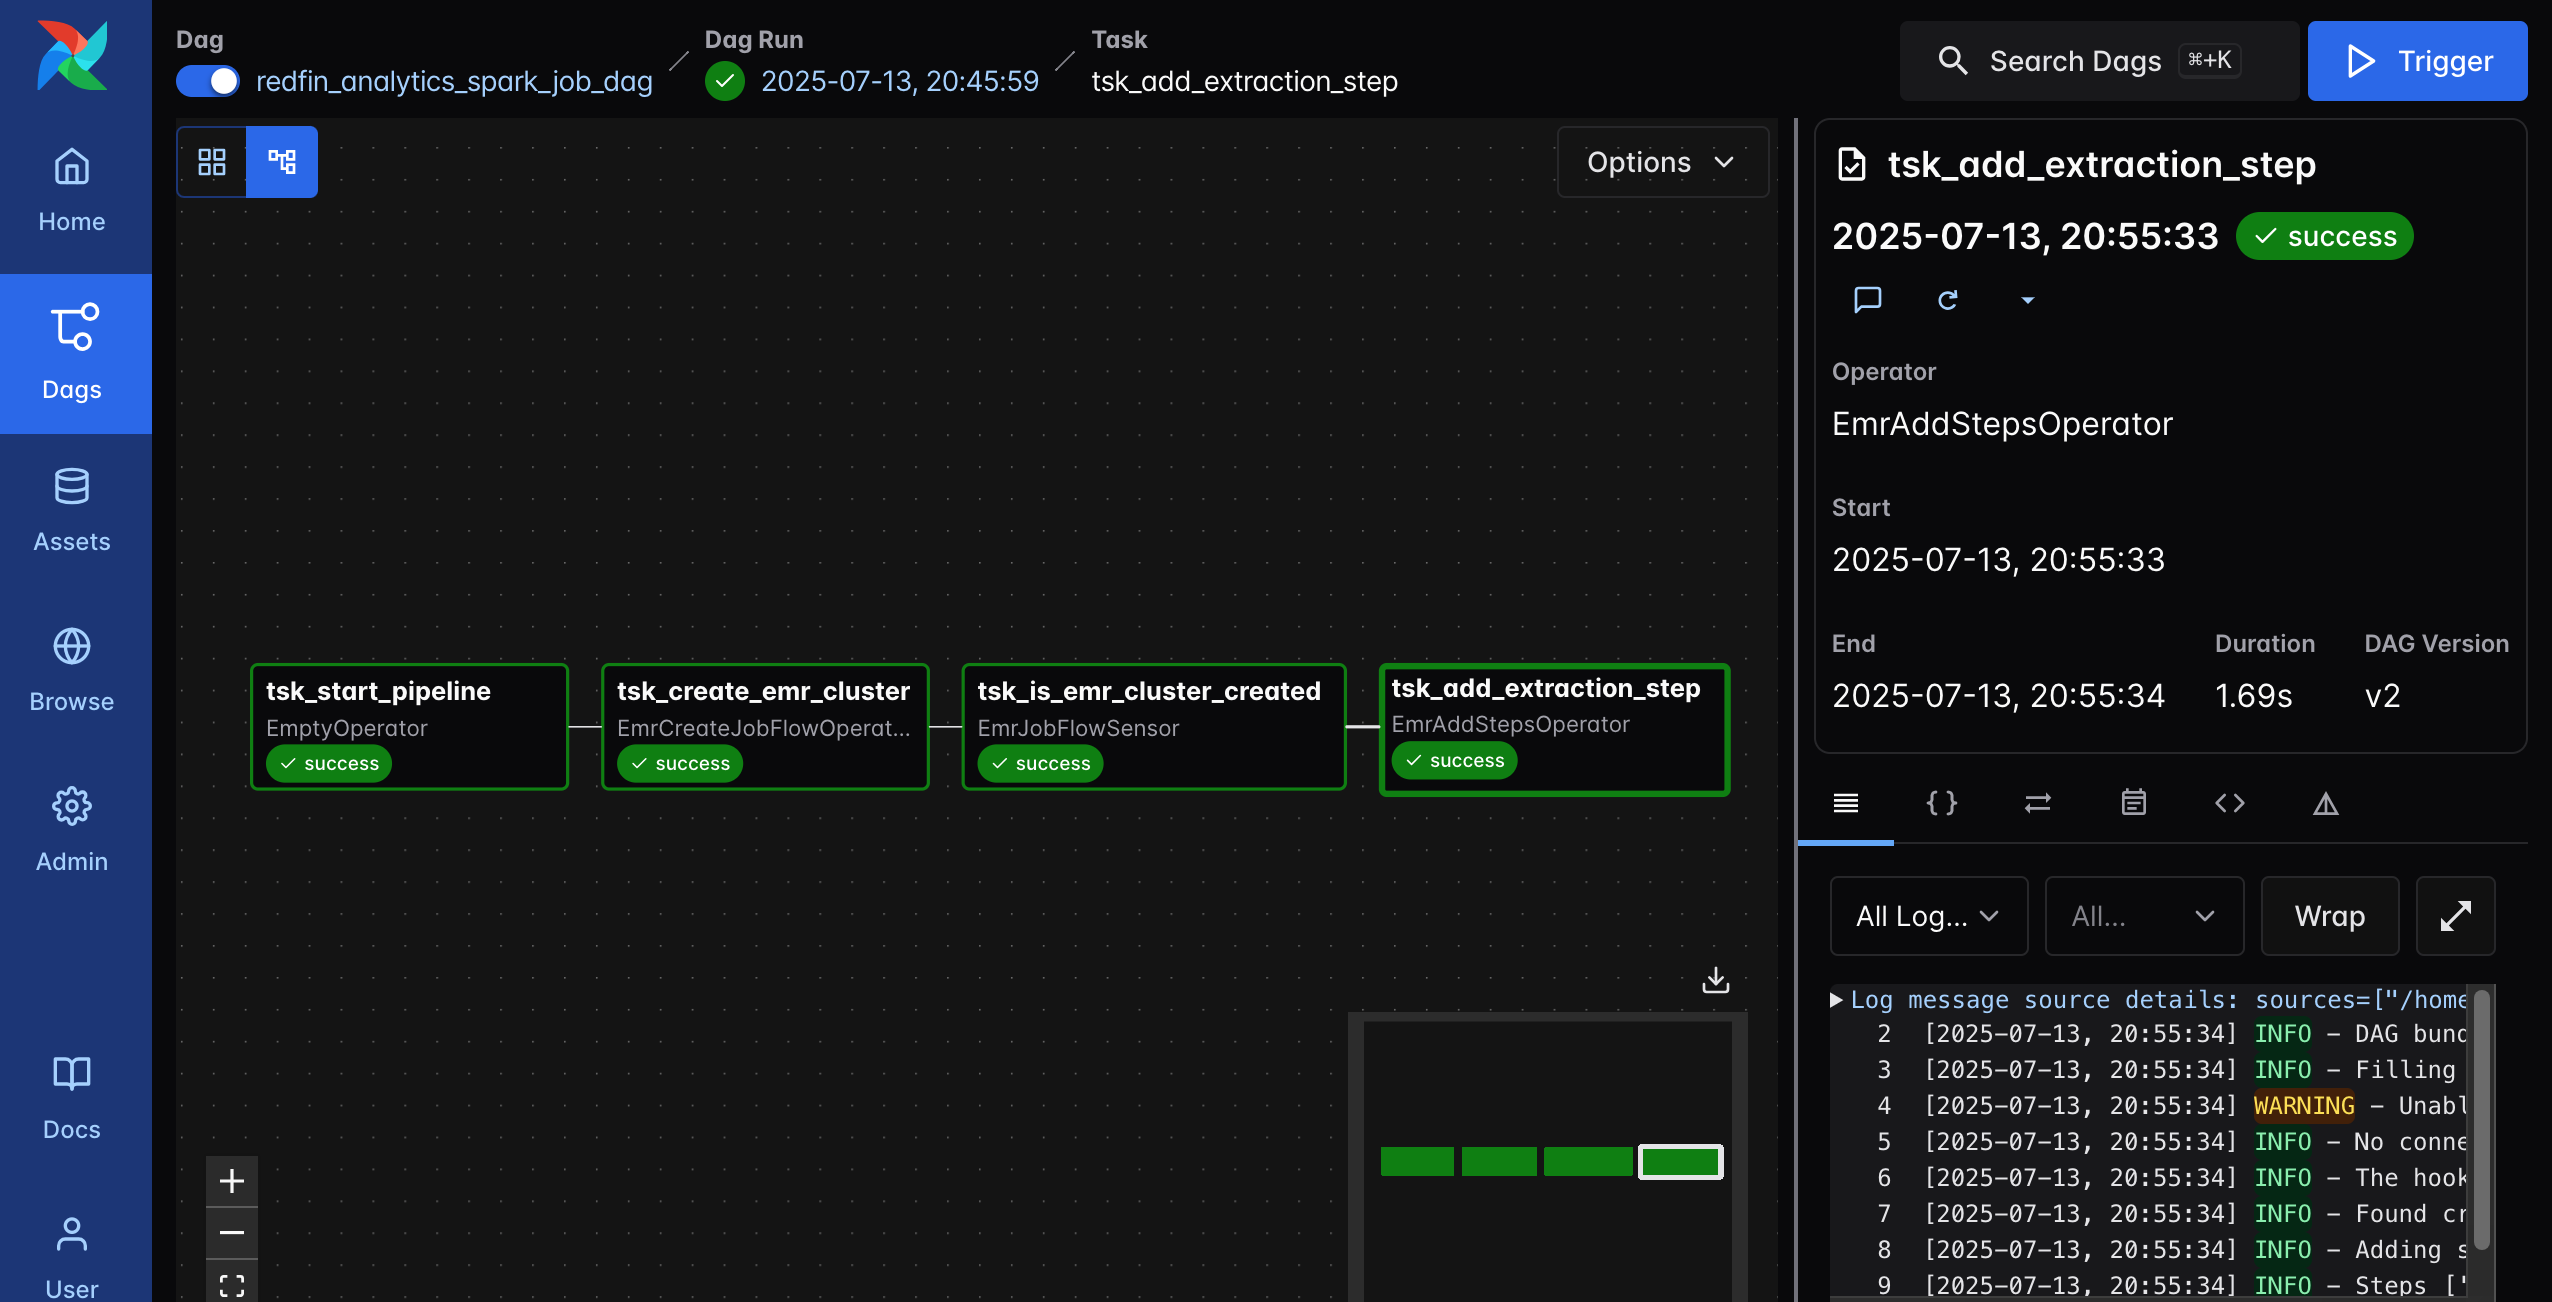 Dag
redfin_analytics_spark_job_dag
Dag Run
2025-07-13, 20:45:59
Task
tsk_add_extraction_step
Search Dags ⌘+K
Trigger
Home
Dags
Assets
Browse
Admin
Docs
User
Options
tsk_start_pipeline
EmptyOperator
success
tsk_create_emr_cluster
EmrCreateJobFlowOperat...
success
tsk_is_emr_cluster_created
EmrJobFlowSensor
success
tsk_add_extraction_step
EmrAddStepsOperator
success
tsk_add_extraction_step
2025-07-13, 20:55:33 success
Operator
EmrAddStepsOperator
Start
2025-07-13, 20:55:33
End Duration DAG Version
2025-07-13, 20:55:34 1.69s v2
All Log... All... Wrap
Log message source details: sources=["/home
2 [2025-07-13, 20:55:34] INFO - DAG bund
3 [2025-07-13, 20:55:34] INFO - Filling
4 [2025-07-13, 20:55:34] WARNING - Unabl
5 [2025-07-13, 20:55:34] INFO - No conne
6 [2025-07-13, 20:55:34] INFO - The hook
7 [2025-07-13, 20:55:34] INFO - Found cr
8 [2025-07-13, 20:55:34] INFO - Adding s
9 [2025-07-13, 20:55:34] INFO - Steps ['